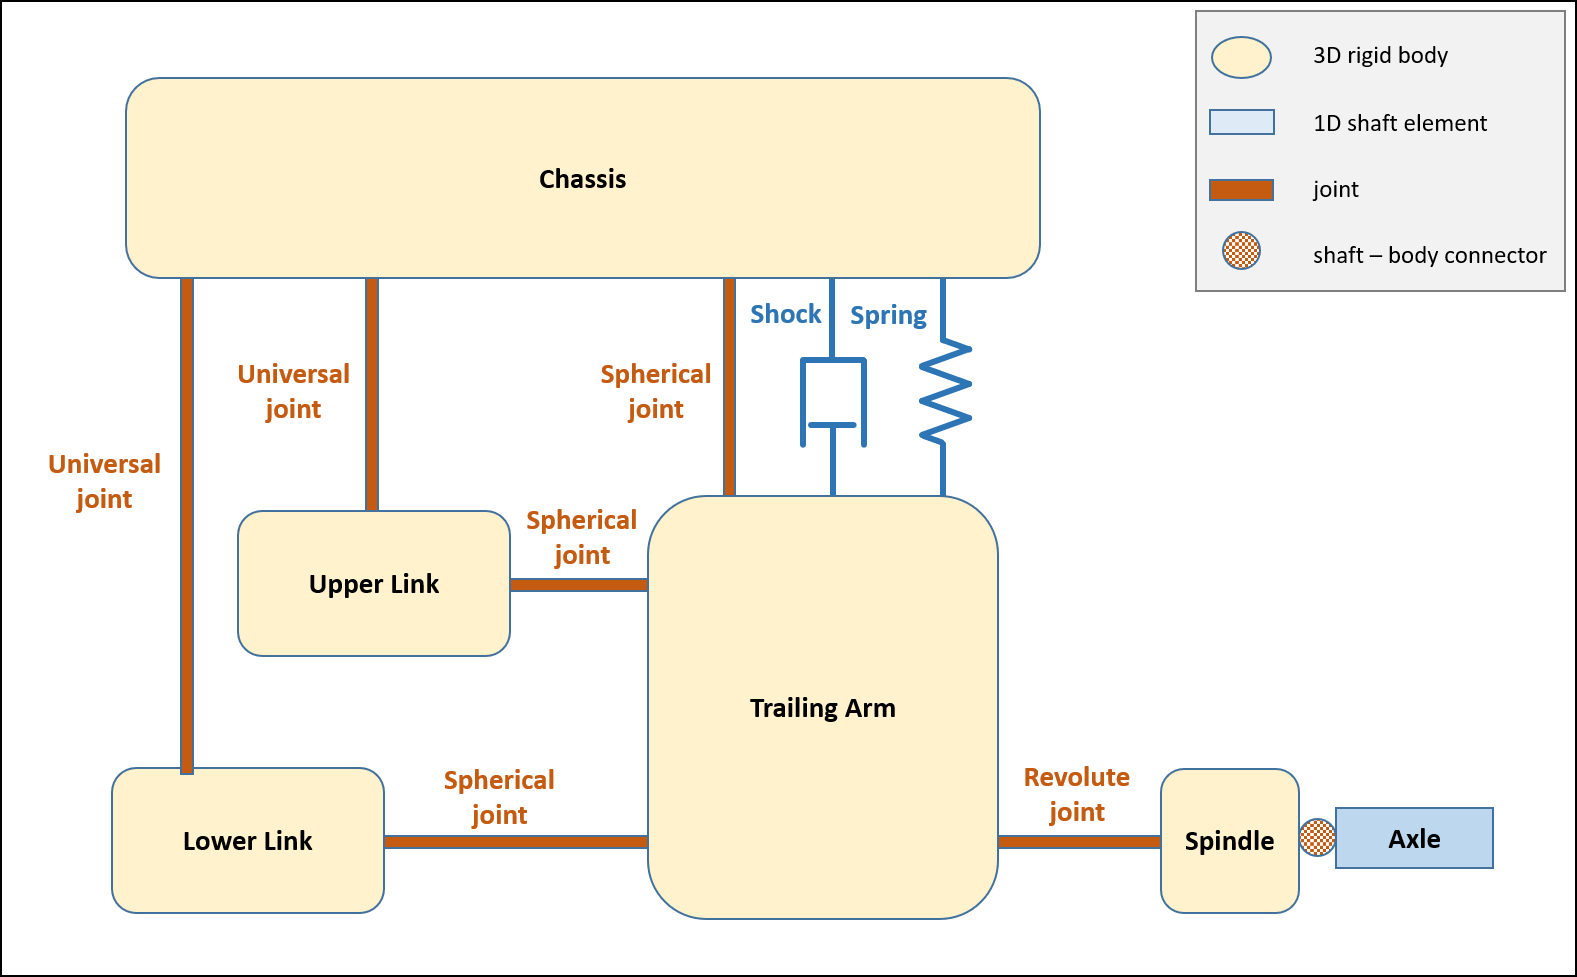 3D rigid body
1D shaft element
joint
shaft – body connector
Chassis
Shock
Spring
Universal
joint
Spherical
joint
Universal
joint
Spherical
joint
Upper Link
Trailing Arm
Spherical
joint
Revolute
joint
Lower Link
Spindle
Axle